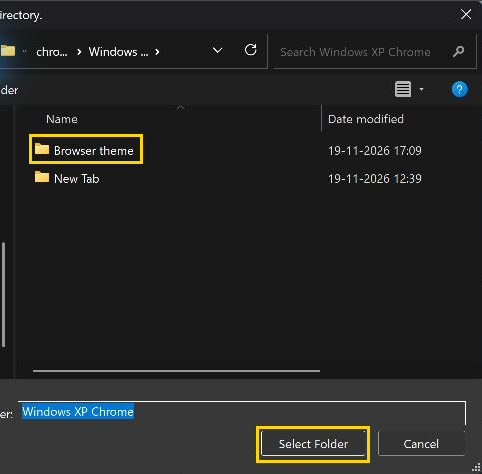 irectory.
chro... > Windows ... >
Search Windows XP Chrome
der
?
Name
Date modified
Browser theme
19-11-2026 17:09
New Tab
19-11-2026 12:39
er:
Windows XP Chrome
Select Folder
Cancel